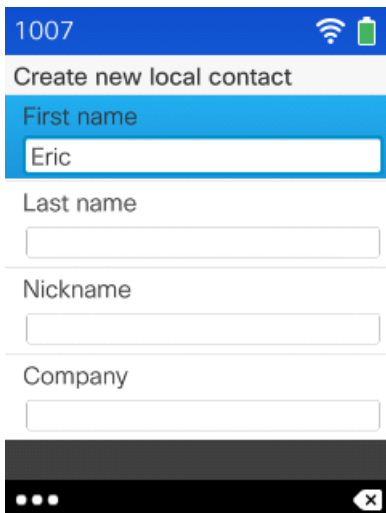 1007
Create new local contact
First name
Eric
Last name
Nickname
Company